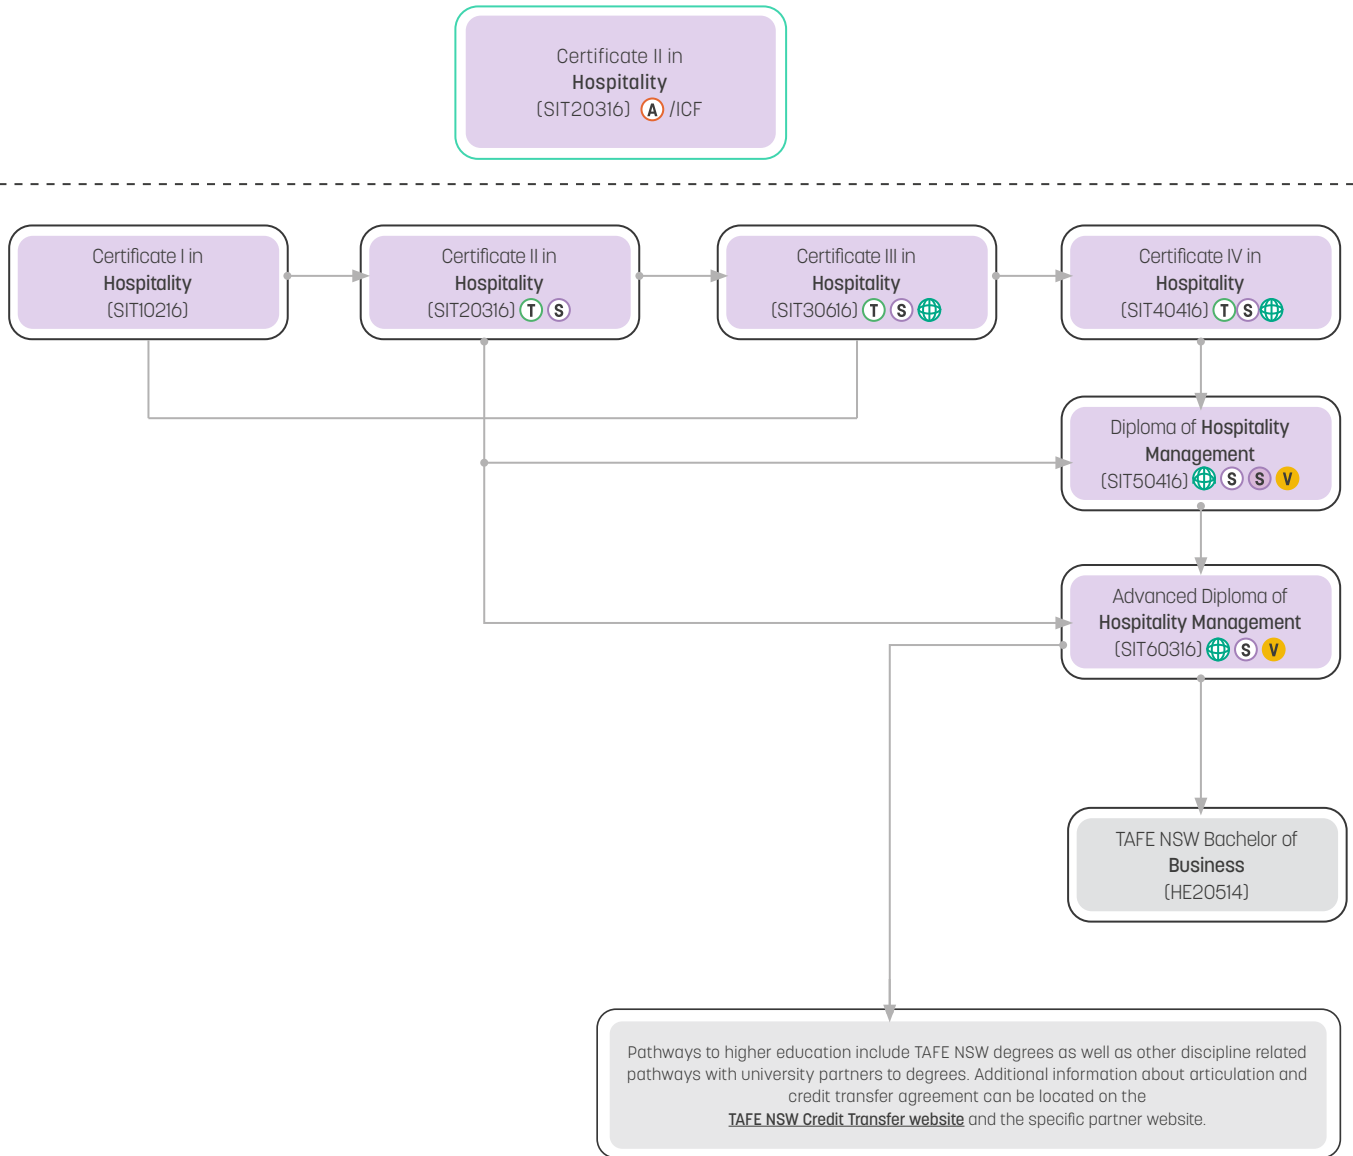 Certificate II in
Hospitality
(SIT20316) A /ICF
Certificate I in
Hospitality
(SIT10216)
Certificate II in
Hospitality
(SIT20316) T S
Certificate III in
Hospitality
(SIT30616) T S
Certificate IV in
Hospitality
(SIT40416) T S
Diploma of Hospitality
Management
(SIT50416) S S V
Advanced Diploma of
Hospitality Management
(SIT60316) S V
TAFE NSW Bachelor of
Business
(HE20514)
Pathways to higher education include TAFE NSW degrees as well as other discipline related
pathways with university partners to degrees. Additional information about articulation and
credit transfer agreement can be located on the
TAFE NSW Credit Transfer website and the specific partner website.